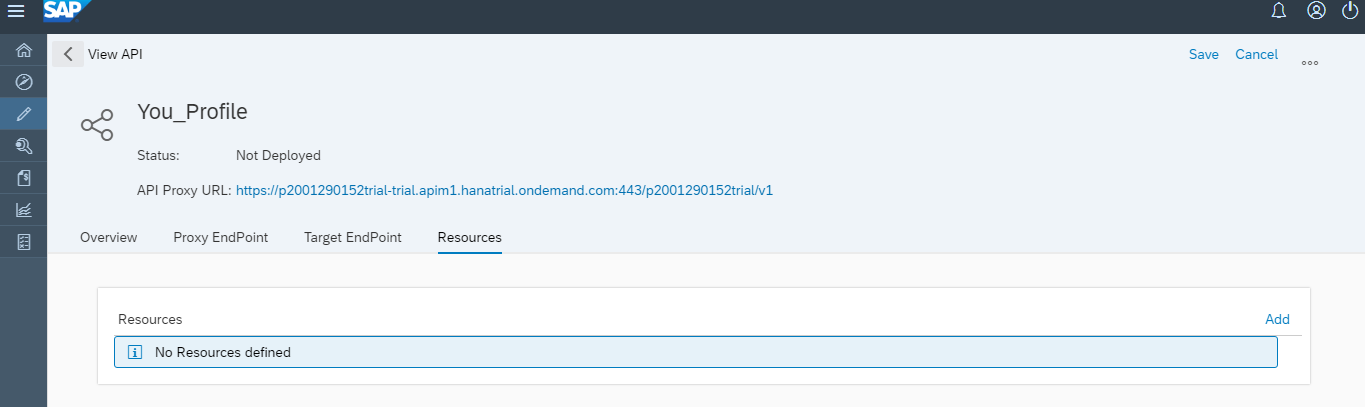 SAP
View API
Save Cancel
You_Profile
Status: Not Deployed
API Proxy URL: https://p2001290152trial-trial.apim1.hanatrial.ondemand.com:443/p2001290152trial/v1
Overview Proxy EndPoint Target EndPoint Resources
Resources Add
No Resources defined